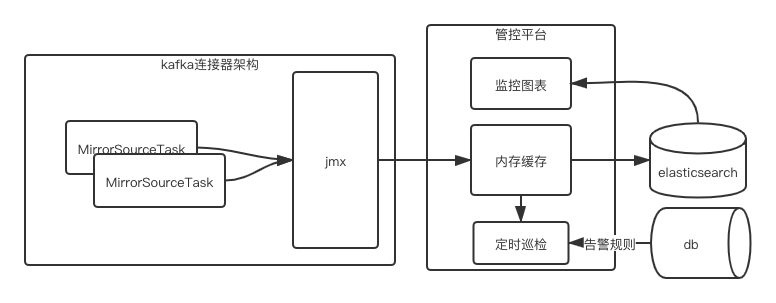 kafka连接器架构
MirrorSourceTask
MirrorSourceTask
jmx
管控平台
监控图表
内存缓存
定时巡检
elasticsearch
告警规则
db